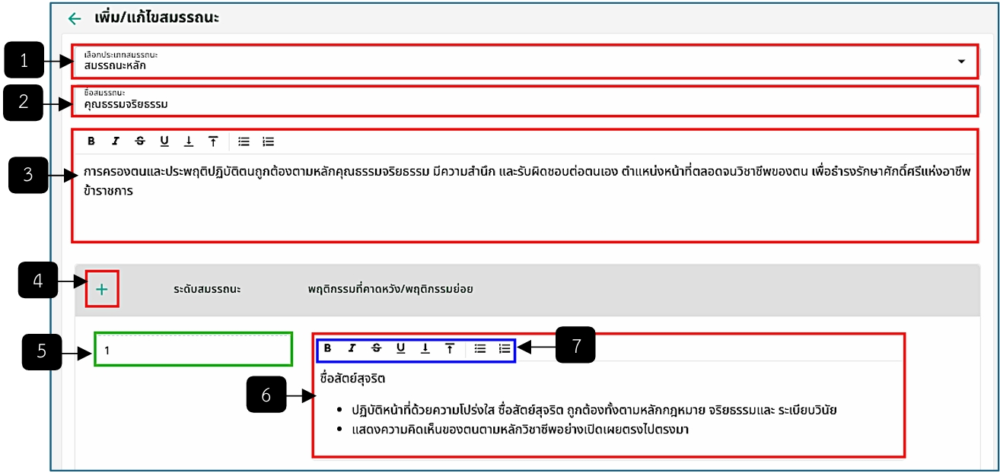 เพิ่ม/แก้ไขสมรรถนะ
1
เลือกประเภทสมรรถนะ
สมรรถนะหลัก
2
ชื่อสมรรถนะ
คุณธรรมจริยธรรม
B I S U
3
การครองตนและประพฤติปฏิบัติตนถูกต้องตามหลักคุณธรรมจริยธรรม มีความสำนึก และรับผิดชอบต่อตนเอง ตำแหน่งหน้าที่ตลอดจนวิชาชีพของตน เพื่อธำรงรักษาศักดิ์ศรีแห่งอาชีพ
ข้าราชการ
4
+ ระดับสมรรถนะ พฤติกรรมที่คาดหวัง/พฤติกรรมย่อย
5
1
B I S U
7
6
ซื่อสัตย์สุจริต
• ปฏิบัติหน้าที่ด้วยความโปร่งใส ซื่อสัตย์สุจริต ถูกต้องทั้งตามหลักกฎหมาย จริยธรรมและ ระเบียบวินัย
• แสดงความคิดเห็นของตนตามหลักวิชาชีพอย่างเปิดเผยตรงไปตรงมา